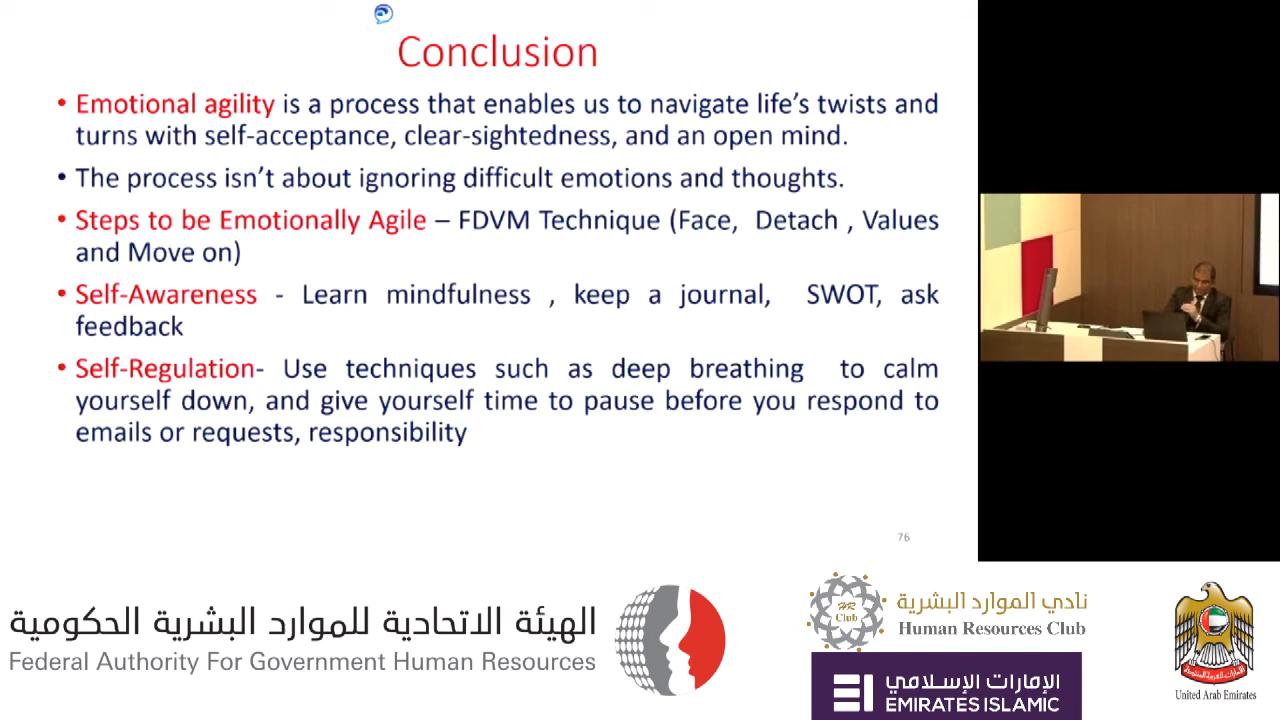 Conclusion
• Emotional agility is a process that enables us to navigate life’s twists and
turns with self-acceptance, clear-sightedness, and an open mind.
• The process isn’t about ignoring difficult emotions and thoughts.
• Steps to be Emotionally Agile – FDVM Technique (Face, Detach , Values
and Move on)
• Self-Awareness - Learn mindfulness , keep a journal, SWOT, ask
feedback
• Self-Regulation- Use techniques such as deep breathing to calm
yourself down, and give yourself time to pause before you respond to
emails or requests, responsibility
76
الهيئة الاتحادية للموارد البشرية الحكومية
Federal Authority For Government Human Resources
HR
Club
نادي الموارد البشرية
Human Resources Club
الإمارات الإسلامي
EMIRATES ISLAMIC
United Arab Emirates